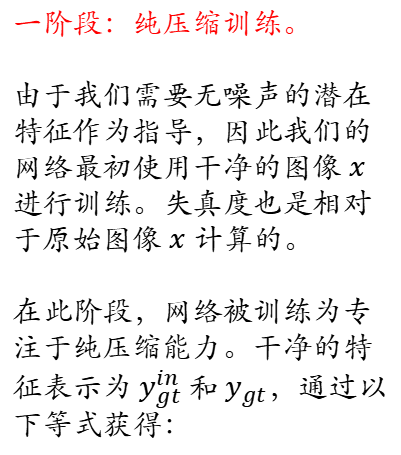 一阶段：纯压缩训练。
由于我们需要无噪声的潜在
特征作为指导，因此我们的
网络最初使用干净的图像 x
进行训练。失真度也是相对
于原始图像 x 计算的。
在此阶段，网络被训练为专
注于纯压缩能力。干净的特
征表示为 y_{gt}^{in} 和 y_{gt}，通过以
下等式获得：